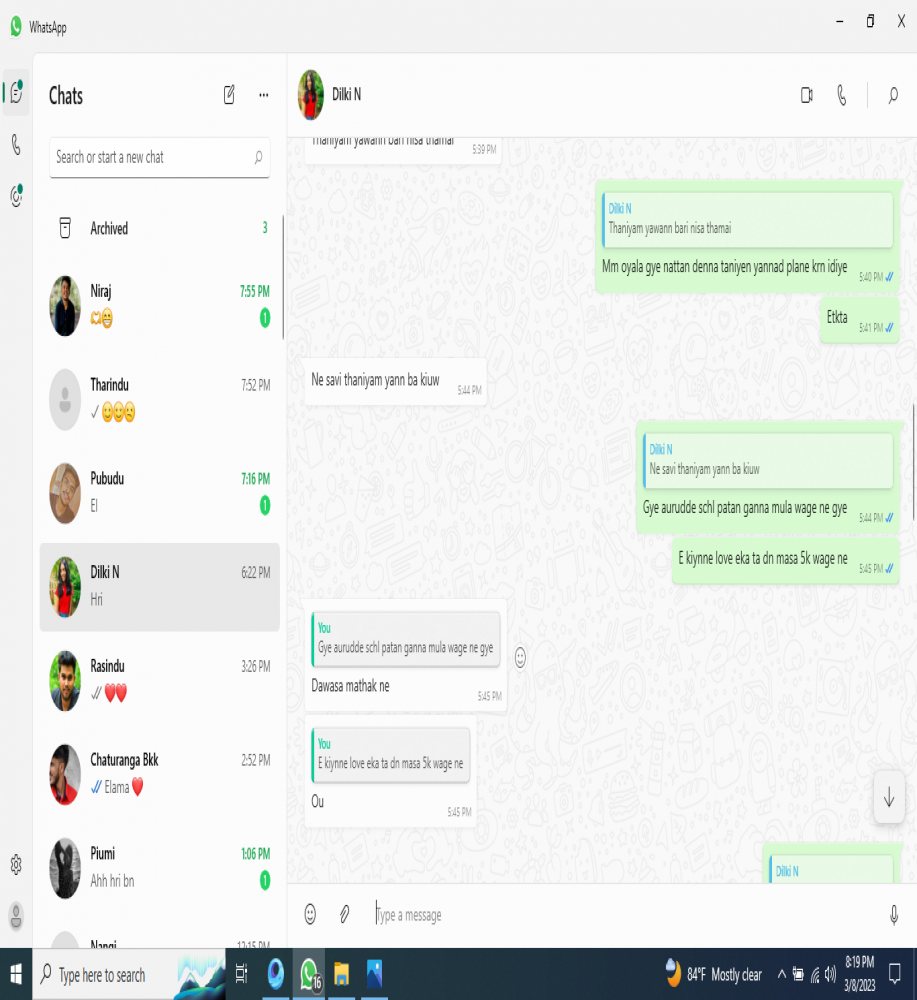 WhatsApp
Chats
Search or start a new chat
Archived 3
Niraj 7:55 PM
1
Tharindu 7:52 PM
Pubudu 7:16 PM
El 1
Dilki N 6:22 PM
Hri
Rasindu 3:26 PM
Chaturanga Bkk 2:52 PM
Elama
Piumi 1:06 PM
Ahh hri bn 1
Nangi 12:15 PM
Dilki N
Thaniyam yawann bari nisa thamai 5:39 PM
Dilki N
Thaniyam yawann bari nisa thamai
Mm oyala gye nattan denna taniyen yannad plane krn idiye 5:40 PM
Etkta 5:41 PM
Ne savi thaniyam yann ba kiuw 5:44 PM
Dilki N
Ne savi thaniyam yann ba kiuw
Gye aurudde schl patan ganna mula wage ne gye 5:44 PM
E kiynne love eka ta dn masa 5k wage ne 5:45 PM
You
Gye aurudde schl patan ganna mula wage ne gye
Dawasa mathak ne 5:45 PM
You
E kiynne love eka ta dn masa 5k wage ne
Ou 5:45 PM
Dilki N
Type a message
Type here to search
16
84°F Mostly clear
8:19 PM
3/8/2023